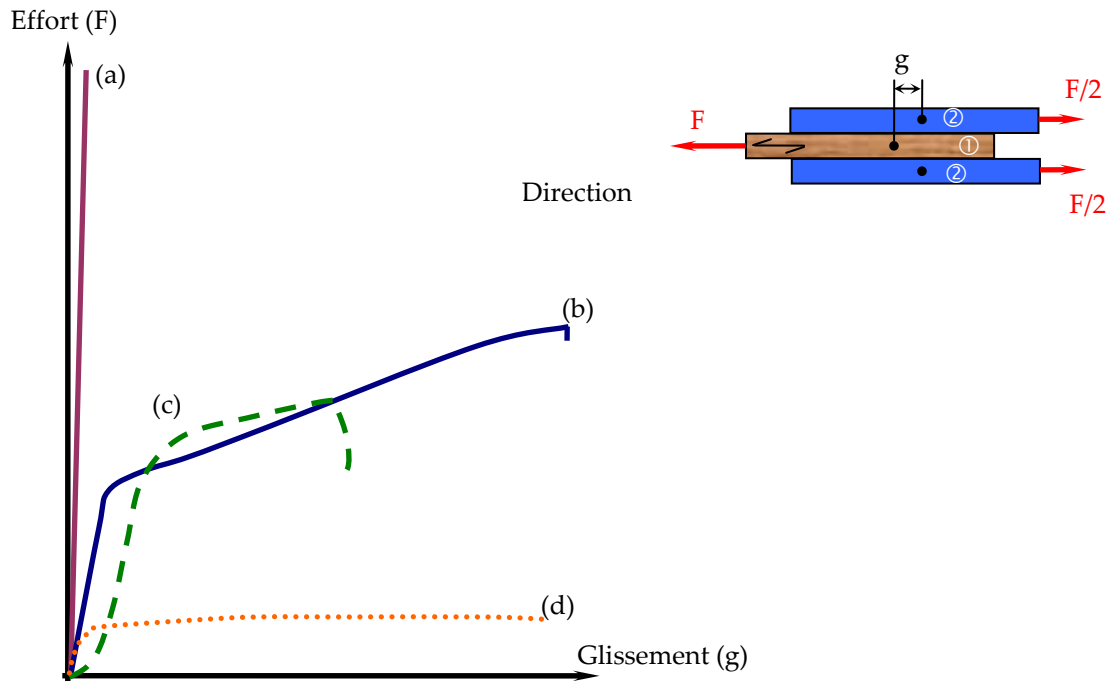 Effort (F)
(a)
g
F/2
F
②
①
②
F/2
Direction
(b)
(c)
(d)
Glissement (g)